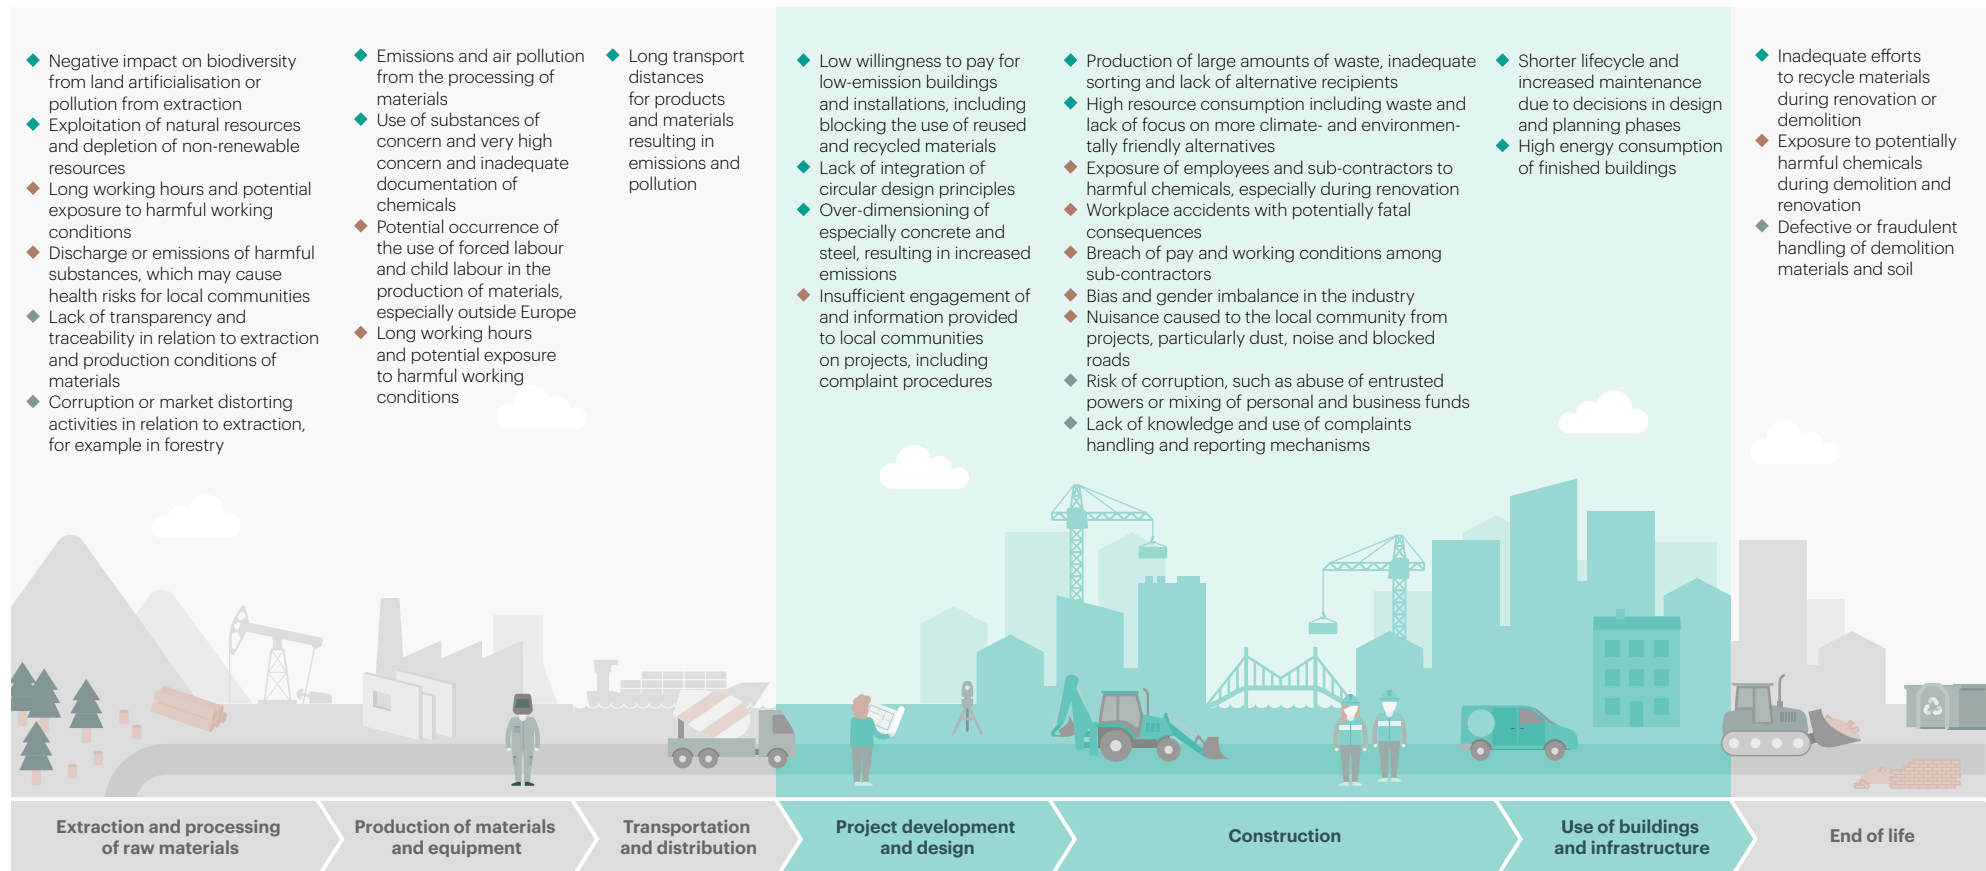 Negative impact on biodiversity
from land artificialisation or
pollution from extraction
Exploitation of natural resources
and depletion of non-renewable
resources
Long working hours and potential
exposure to harmful working
conditions
Discharge or emissions of harmful
substances, which may cause
health risks for local communities
Lack of transparency and
traceability in relation to extraction
and production conditions of
materials
Corruption or market distorting
activities in relation to extraction,
for example in forestry
Emissions and air pollution
from the processing of
materials
Use of substances of
concern and very high
concern and inadequate
documentation of
chemicals
Potential occurrence of
the use of forced labour
and child labour in the
production of materials,
especially outside Europe
Long working hours
and potential exposure
to harmful working
conditions
Long transport
distances
for products
and materials
resulting in
emissions and
pollution
Low willingness to pay for
low-emission buildings
and installations, including
blocking the use of reused
and recycled materials
Lack of integration of
circular design principles
Over-dimensioning of
especially concrete and
steel, resulting in increased
emissions
Insufficient engagement of
and information provided
to local communities
on projects, including
complaint procedures
Production of large amounts of waste, inadequate
sorting and lack of alternative recipients
High resource consumption including waste and
lack of focus on more climate- and environmen-
tally friendly alternatives
Exposure of employees and sub-contractors to
harmful chemicals, especially during renovation
Workplace accidents with potentially fatal
consequences
Breach of pay and working conditions among
sub-contractors
Bias and gender imbalance in the industry
Nuisance caused to the local community from
projects, particularly dust, noise and blocked
roads
Risk of corruption, such as abuse of entrusted
powers or mixing of personal and business funds
Lack of knowledge and use of complaints
handling and reporting mechanisms
Shorter lifecycle and
increased maintenance
due to decisions in design
and planning phases
High energy consumption
of finished buildings
Inadequate efforts
to recycle materials
during renovation or
demolition
Exposure to potentially
harmful chemicals
during demolition and
renovation
Defective or fraudulent
handling of demolition
materials and soil
Extraction and processing
of raw materials
Production of materials
and equipment
Transportation
and distribution
Project development
and design
Construction
Use of buildings
and infrastructure
End of life